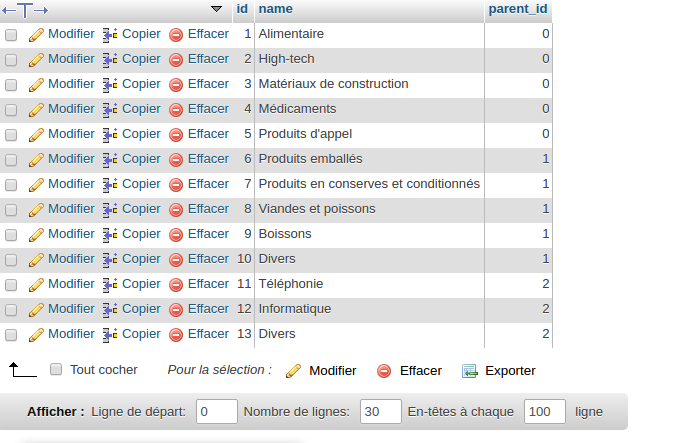 id name parent_id
Modifier Copier Effacer 1 Alimentaire 0
Modifier Copier Effacer 2 High-tech 0
Modifier Copier Effacer 3 Matériaux de construction 0
Modifier Copier Effacer 4 Médicaments 0
Modifier Copier Effacer 5 Produits d'appel 0
Modifier Copier Effacer 6 Produits emballés 1
Modifier Copier Effacer 7 Produits en conserves et conditionnés 1
Modifier Copier Effacer 8 Viandes et poissons 1
Modifier Copier Effacer 9 Boissons 1
Modifier Copier Effacer 10 Divers 1
Modifier Copier Effacer 11 Téléphonie 2
Modifier Copier Effacer 12 Informatique 2
Modifier Copier Effacer 13 Divers 2
Tout cocher Pour la sélection : Modifier Effacer Exporter
Afficher : Ligne de départ: 0 Nombre de lignes: 30 En-têtes à chaque 100 ligne